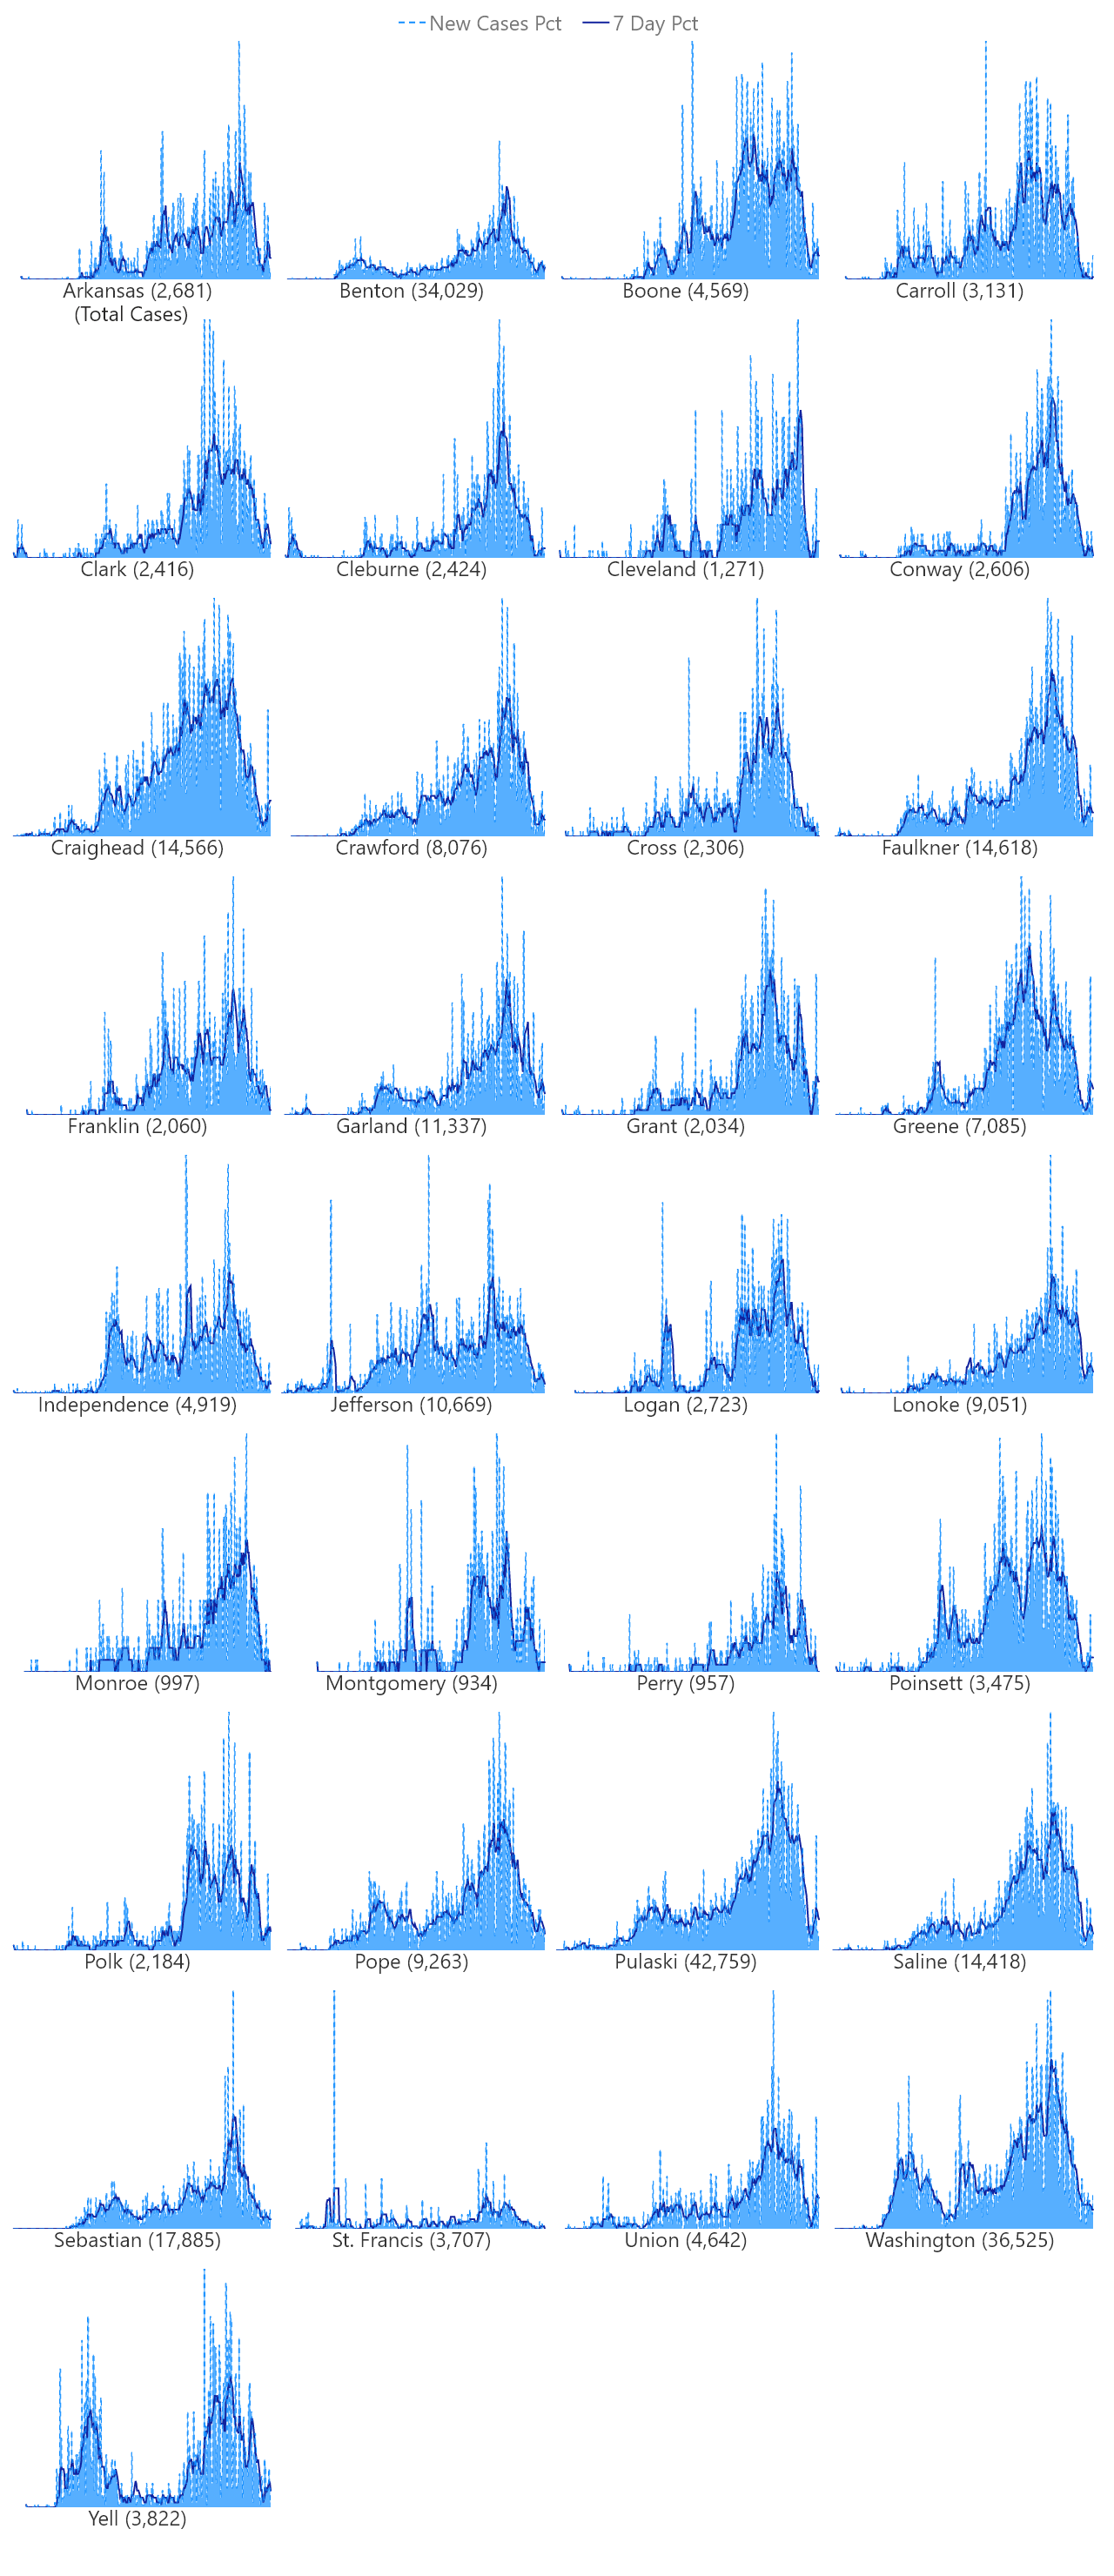 New Cases Pct 7 Day Pct
Arkansas (2,681) Benton (34,029) Boone (4,569) Carroll (3,131)
(Total Cases)
Clark (2,416) Cleburne (2,424) Cleveland (1,271) Conway (2,606)
Craighead (14,566) Crawford (8,076) Cross (2,306) Faulkner (14,618)
Franklin (2,060) Garland (11,337) Grant (2,034) Greene (7,085)
Independence (4,919) Jefferson (10,669) Logan (2,723) Lonoke (9,051)
Monroe (997) Montgomery (934) Perry (957) Poinsett (3,475)
Polk (2,184) Pope (9,263) Pulaski (42,759) Saline (14,418)
Sebastian (17,885) St. Francis (3,707) Union (4,642) Washington (36,525)
Yell (3,822)